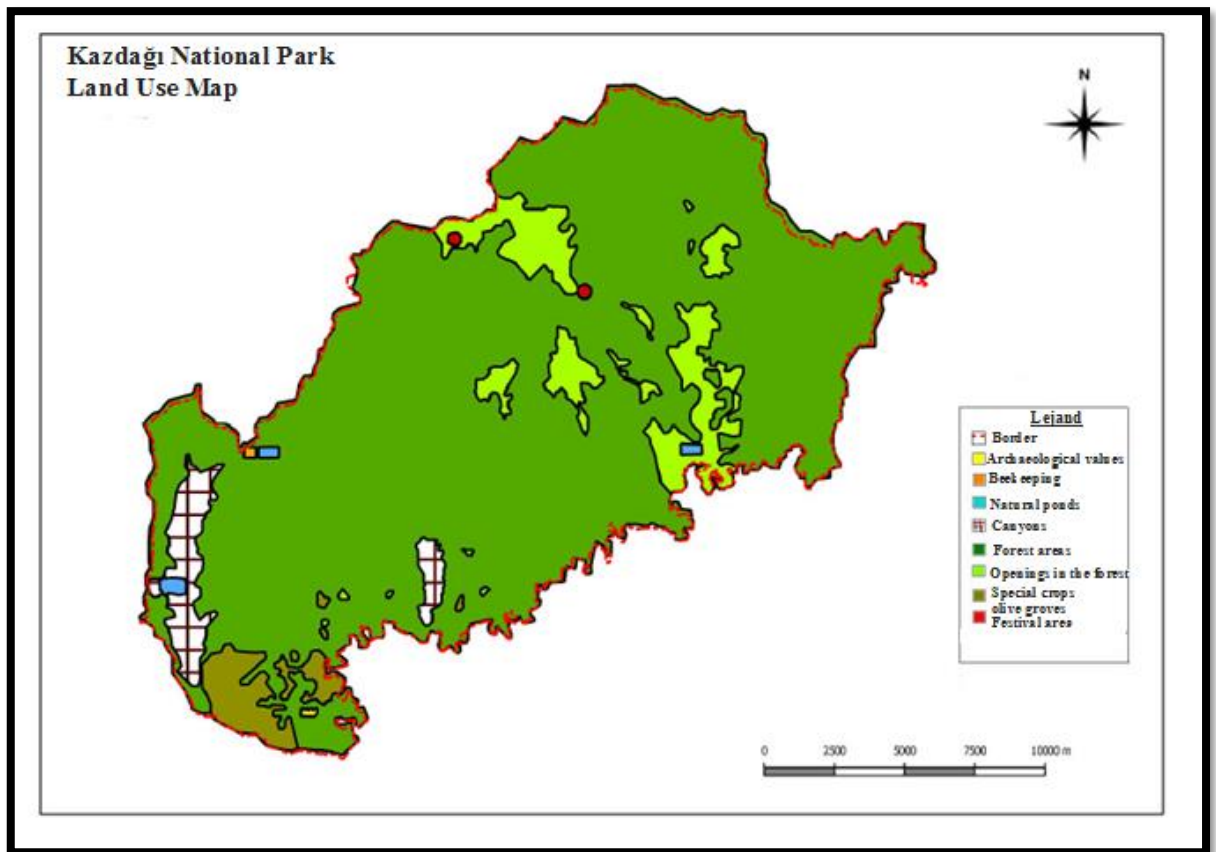 Kazdağı National Park
Land Use Map
N
Lejand
Border
Archaeological values
Beekeeping
Natural ponds
Canyons
Forest areas
Openings in the forest
Special crops
olive groves
Festival area
0 2500 5000 7500 10000 m